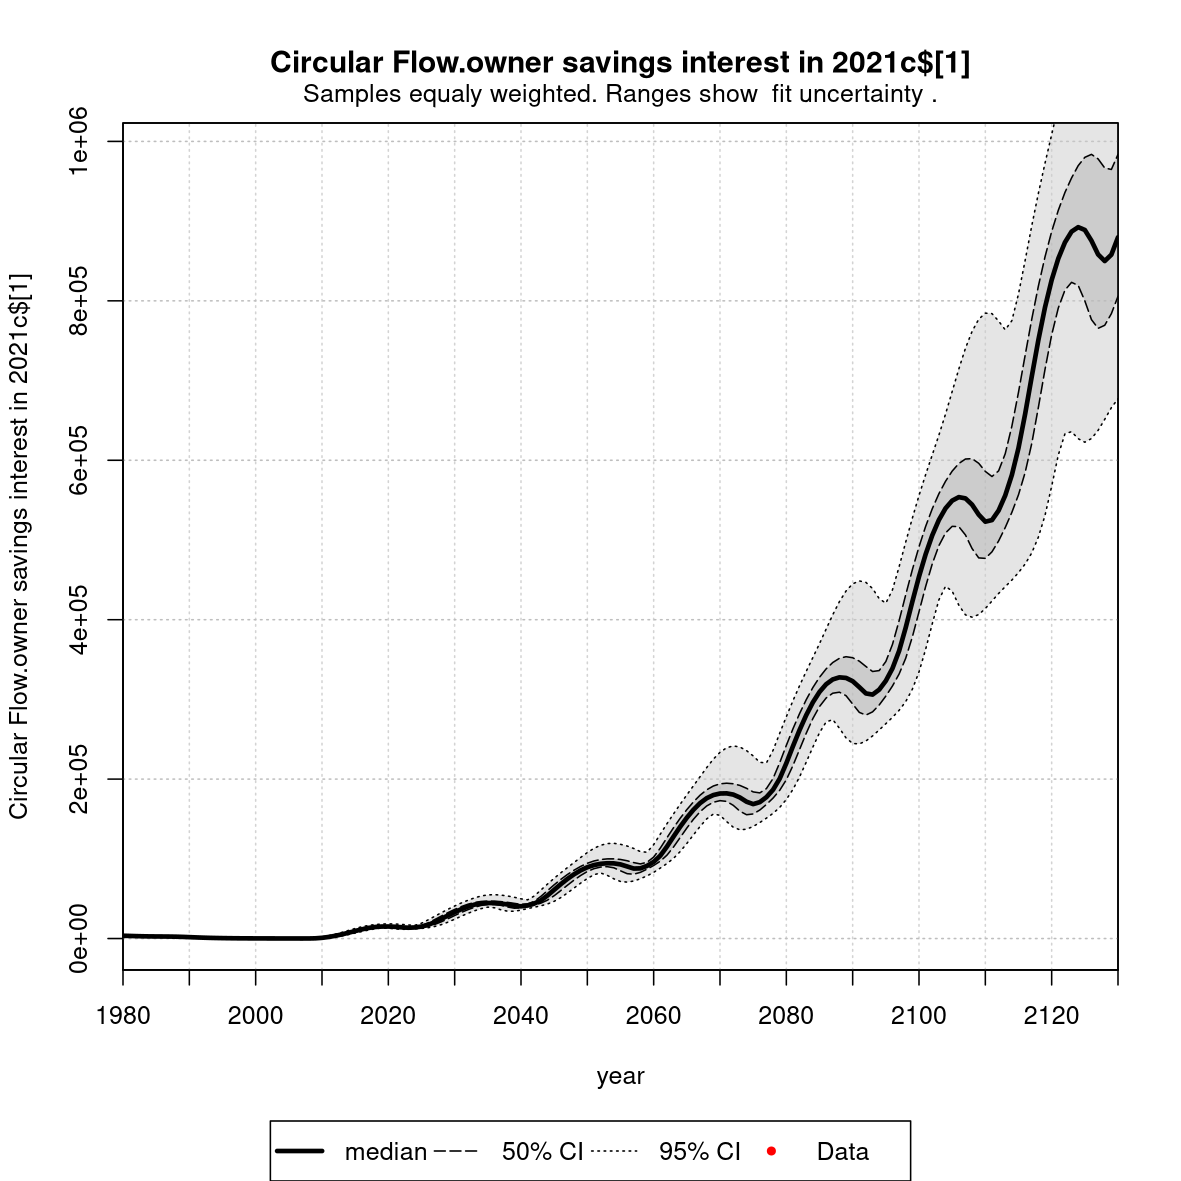 Circular Flow.owner savings interest in 2021c$[1]
Samples equaly weighted. Ranges show  fit uncertainty .
Circular Flow.owner savings interest in 2021c$[1]
1e+06
8e+05
6e+05
4e+05
2e+05
0e+00
1980 2000 2020 2040 2060 2080 2100 2120
year
median 50% CI 95% CI Data